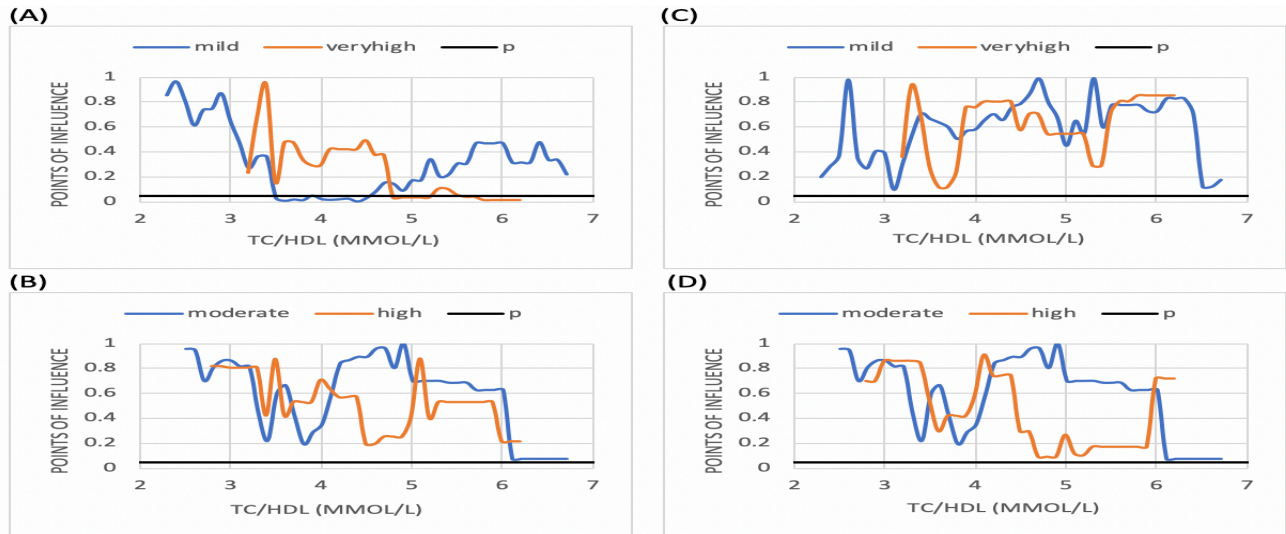 (A)
mild veryhigh p
POINTS OF INFLUENCE
1
0.8
0.6
0.4
0.2
0
2 3 4 5 6 7
TC/HDL (MMOL/L)
(C)
mild veryhigh p
POINTS OF INFLUENCE
1
0.8
0.6
0.4
0.2
0
2 3 4 5 6 7
TC/HDL (MMOL/L)
(B)
moderate high p
POINTS OF INFLUENCE
1
0.8
0.6
0.4
0.2
0
2 3 4 5 6 7
TC/HDL (MMOL/L)
(D)
moderate high p
POINTS OF INFLUENCE
1
0.8
0.6
0.4
0.2
0
2 3 4 5 6 7
TC/HDL (MMOL/L)